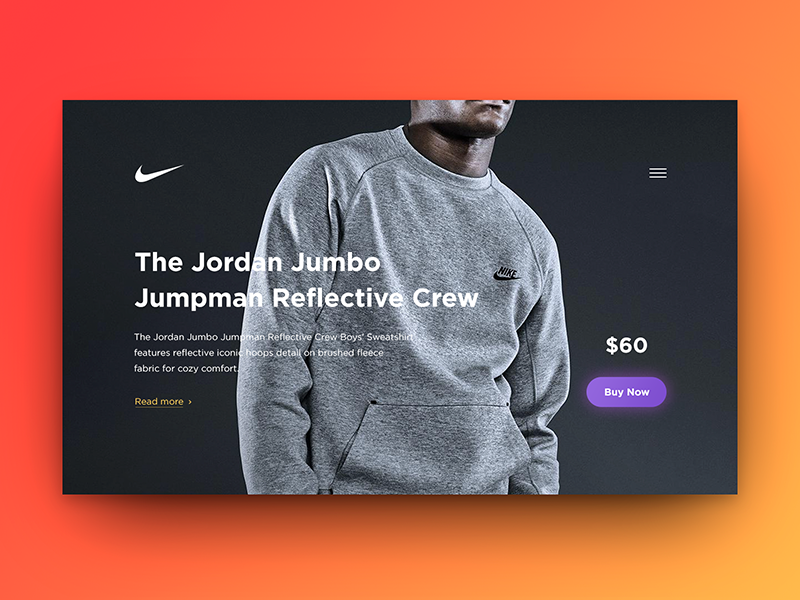 The Jordan Jumbo
Jumpman Reflective Crew
NIKE
The Jordan Jumbo Jumpman Reflective Crew Boys' Sweatshirt
features reflective iconic hoops detail on brushed fleece
fabric for cozy comfort.
$60
Buy Now
Read more ›